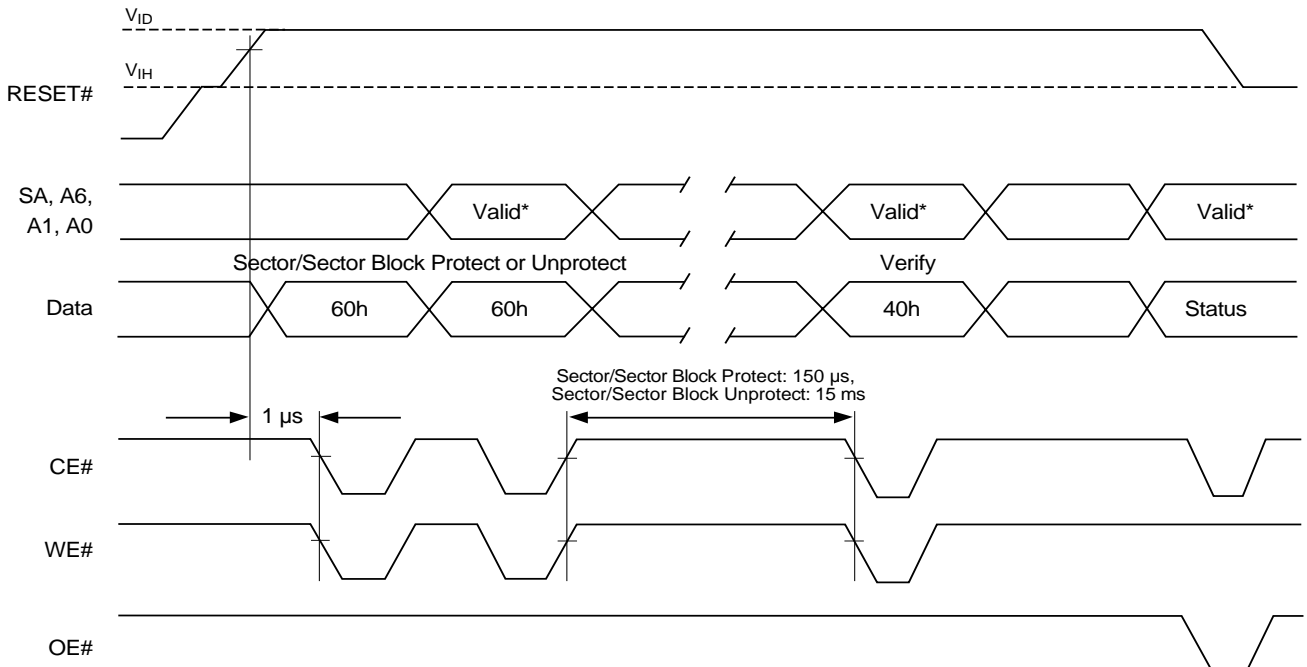 VID
VIH
RESET#
SA, A6,
A1, A0
Valid*
Valid*
Valid*
Sector/Sector Block Protect or Unprotect
Verify
Data
60h
60h
40h
Status
Sector/Sector Block Protect: 150 µs,
Sector/Sector Block Unprotect: 15 ms
1 µs
CE#
WE#
OE#